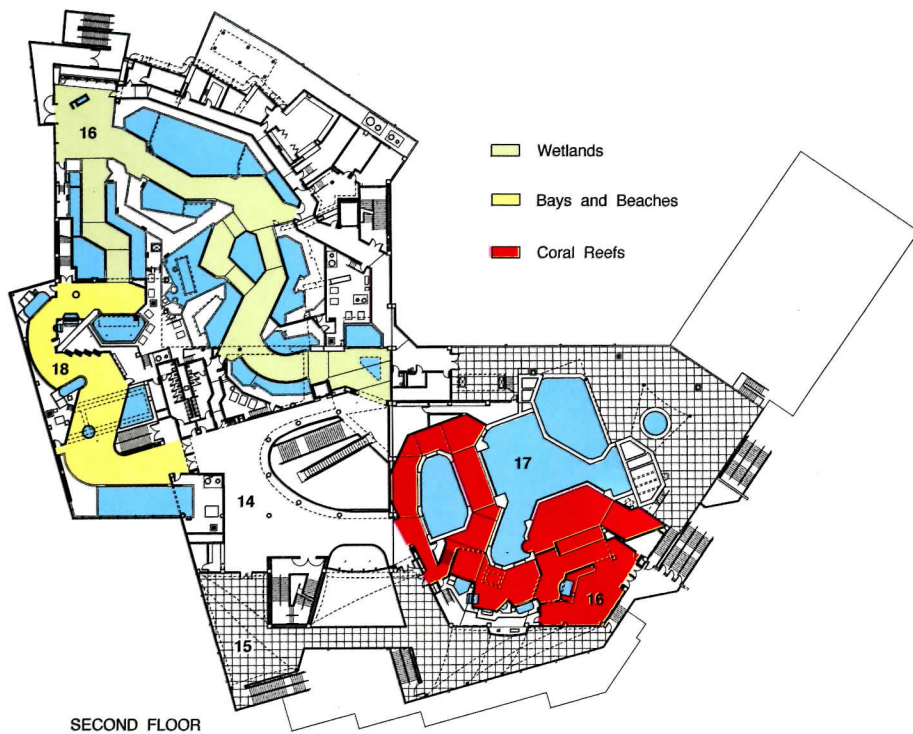 16
Wetlands
Bays and Beaches
Coral Reefs
18
17
14
16
15
SECOND FLOOR